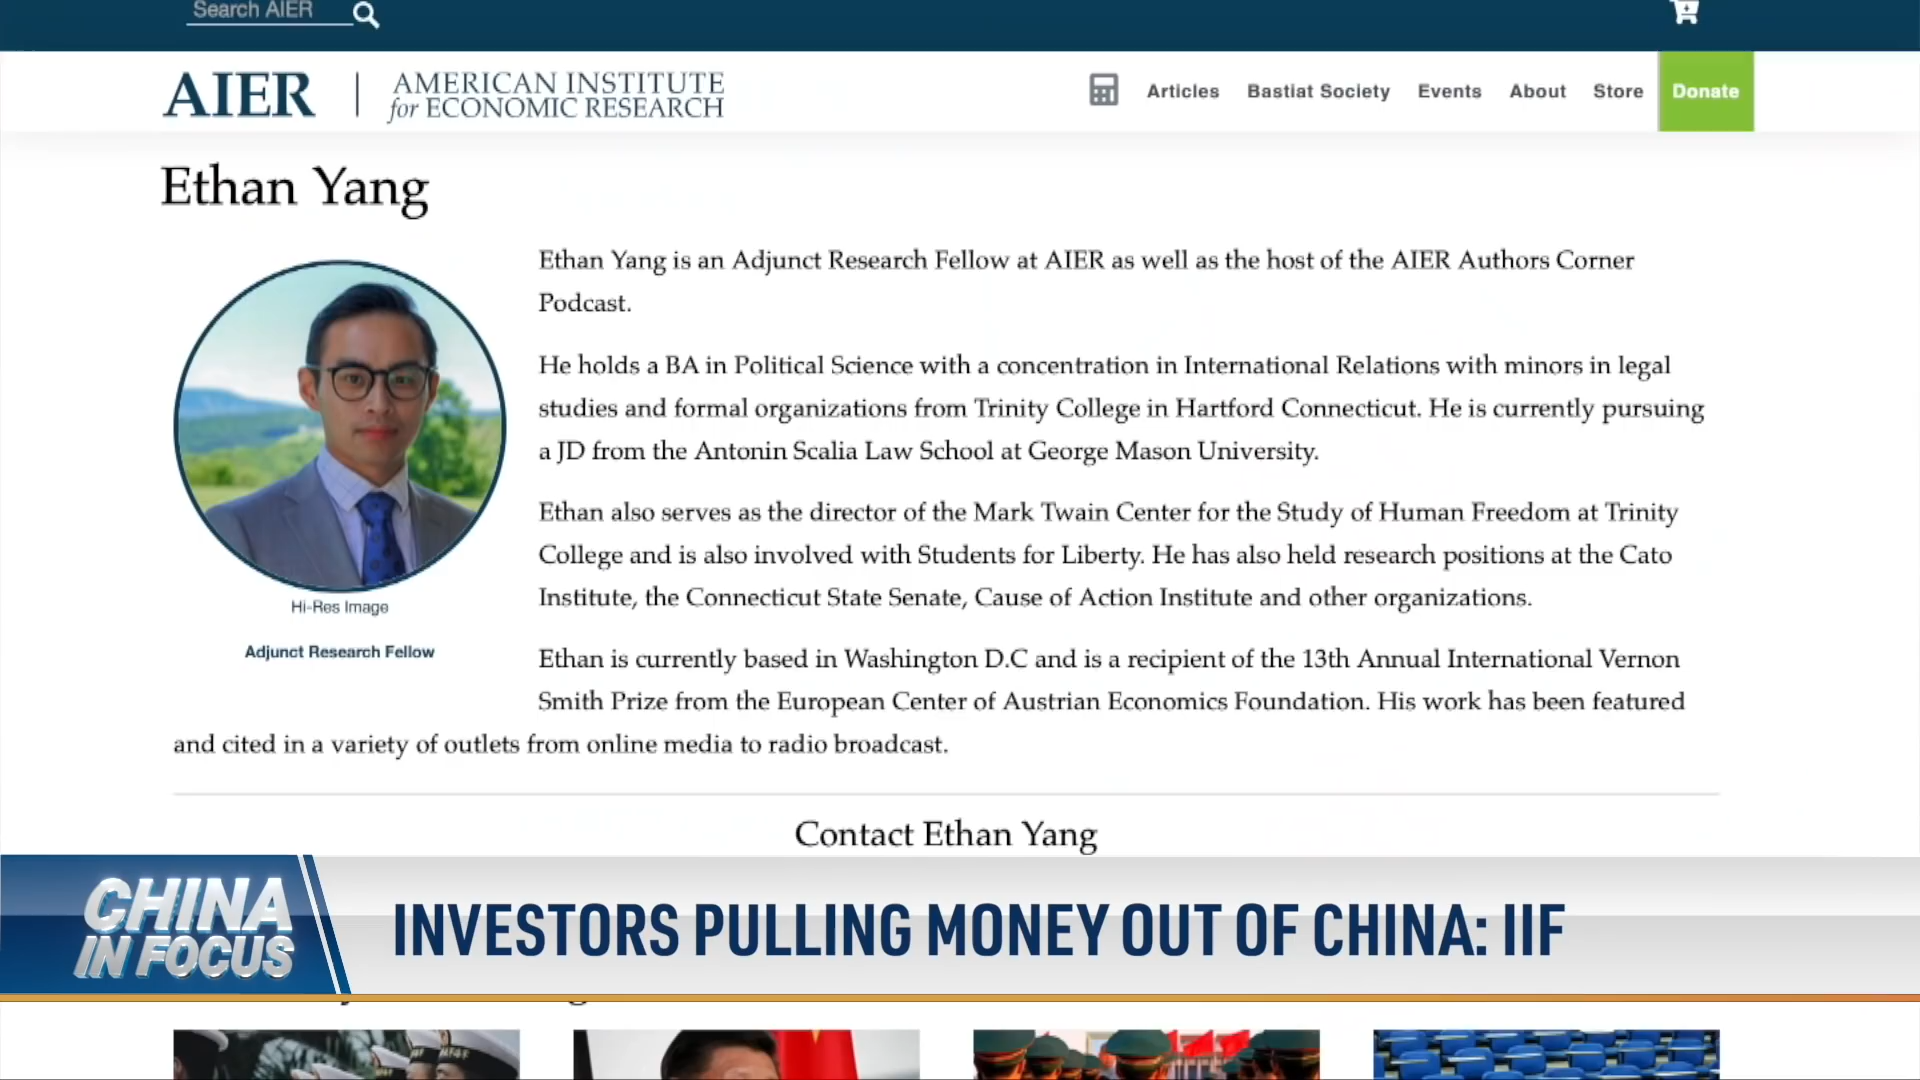 Search AIER
AIER | AMERICAN INSTITUTE
for ECONOMIC RESEARCH
Articles Bastiat Society Events About Store Donate
Ethan Yang
Ethan Yang is an Adjunct Research Fellow at AIER as well as the host of the AIER Authors Corner
Podcast.
He holds a BA in Political Science with a concentration in International Relations with minors in legal
studies and formal organizations from Trinity College in Hartford Connecticut. He is currently pursuing
a JD from the Antonin Scalia Law School at George Mason University.
Ethan also serves as the director of the Mark Twain Center for the Study of Human Freedom at Trinity
College and is also involved with Students for Liberty. He has also held research positions at the Cato
Institute, the Connecticut State Senate, Cause of Action Institute and other organizations.
Hi-Res Image
Adjunct Research Fellow
Ethan is currently based in Washington D.C and is a recipient of the 13th Annual International Vernon
Smith Prize from the European Center of Austrian Economics Foundation. His work has been featured
and cited in a variety of outlets from online media to radio broadcast.
Contact Ethan Yang
CHINA
IN FOCUS
INVESTORS PULLING MONEY OUT OF CHINA: IIF